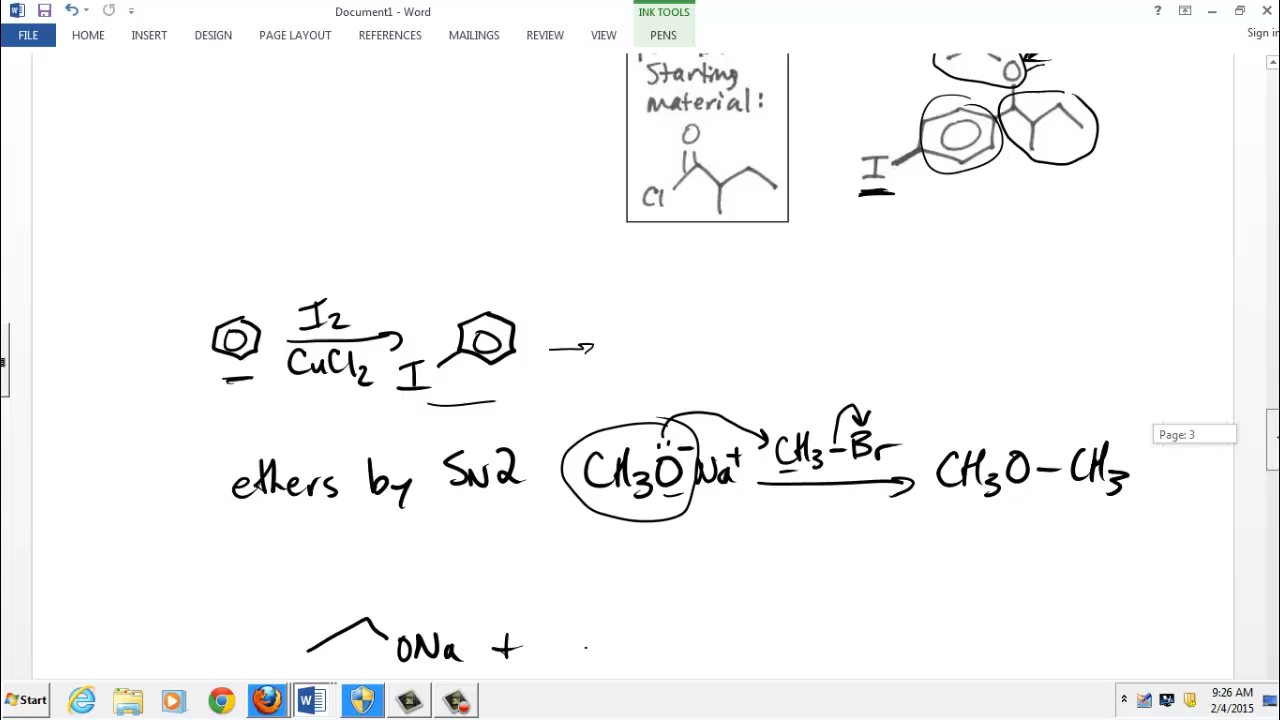 Document1 - Word
INK TOOLS
?
FILE
HOME
INSERT
DESIGN
PAGE LAYOUT
REFERENCES
MAILINGS
REVIEW
VIEW
PENS
Sign in
Starting
material:
O
Cl
O
I
I2
CuCl2
I
ethers by SN2 CH3O:- Na+ CH3-Br CH3O-CH3
Page: 3
ONa +
Start
9:26 AM
2/4/2015